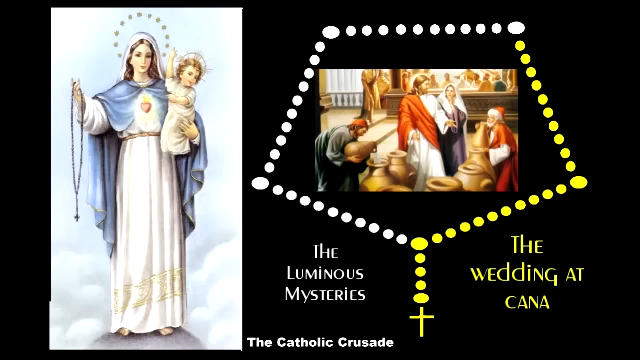 The
Luminous
Mysteries
The
wedding at
cana
The Catholic Crusade